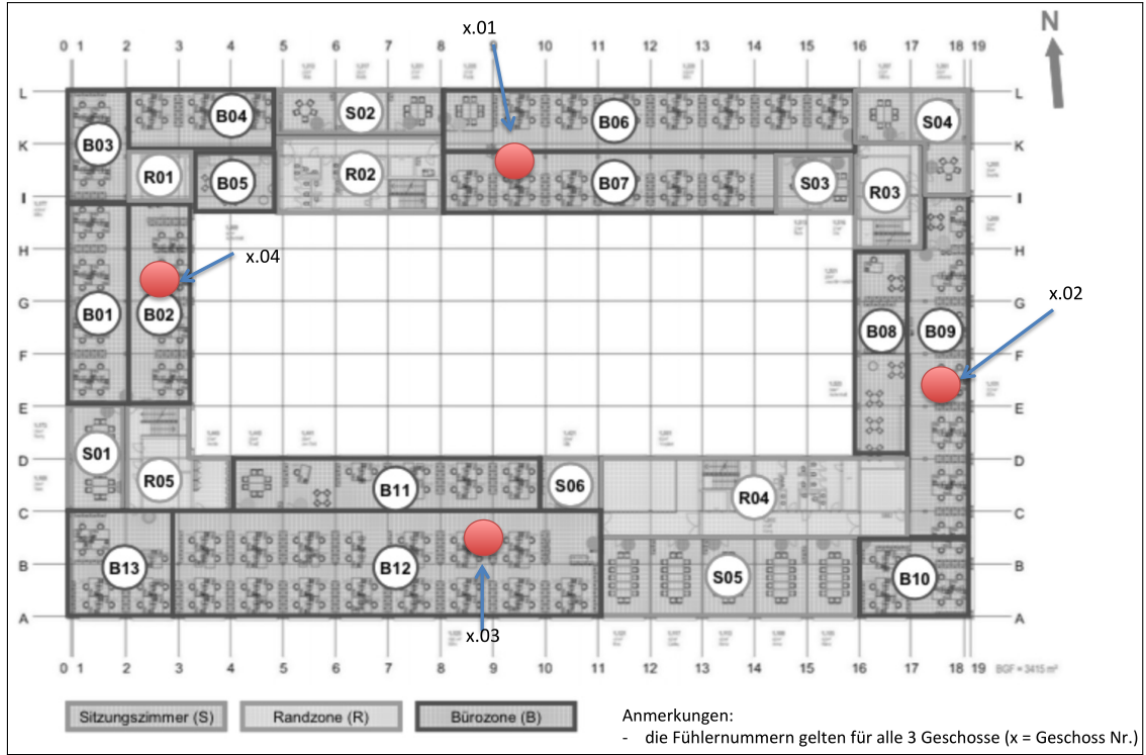 x.01
N
0 1 2 3 4 5 6 7 8 9 10 11 12 13 14 15 16 17 18 19
L L
B04 S02 B06 S04
K K
B03
R01 B05 R02 B07 S03 R03
I I
H H
x.04
x.02
G G
B01 B02 B08 B09
F F
E E
S01
D D
R05 B11 S06 R04
C C
B B
B13 B12 S05 B10
A A
x.03
0 1 2 3 4 5 6 7 8 9 10 11 12 13 14 15 16 17 18 19
BGF = 3415 m²
Sitzungszimmer (S) Randzone (R) Bürozone (B)
Anmerkungen:
- die Fühlernummern gelten für alle 3 Geschosse (x = Geschoss Nr.)